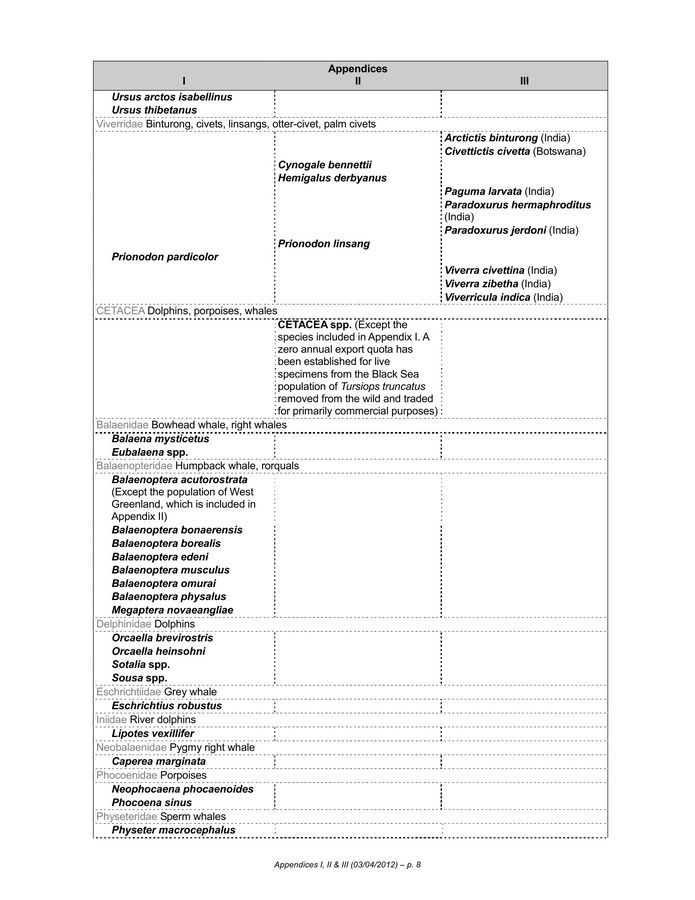 Appendices
I II III
Ursus arctos isabellinus
Ursus thibetanus
Viverridae Binturong, civets, linsangs, otter-civet, palm civets
Arctictis binturong (India)
Civettictis civetta (Botswana)
Cynogale bennettii
Hemigalus derbyanus
Paguma larvata (India)
Paradoxurus hermaphroditus
(India)
Paradoxurus jerdoni (India)
Prionodon linsang
Prionodon pardicolor
Viverra civettina (India)
Viverra zibetha (India)
Viverricula indica (India)
CETACEA Dolphins, porpoises, whales
CETACEA spp. (Except the
species included in Appendix I. A
zero annual export quota has
been established for live
specimens from the Black Sea
population of Tursiops truncatus
removed from the wild and traded
for primarily commercial purposes)
Balaenidae Bowhead whale, right whales
Balaena mysticetus
Eubalaena spp.
Balaenopteridae Humpback whale, rorquals
Balaenoptera acutorostrata
(Except the population of West
Greenland, which is included in
Appendix II)
Balaenoptera bonaerensis
Balaenoptera borealis
Balaenoptera edeni
Balaenoptera musculus
Balaenoptera omurai
Balaenoptera physalus
Megaptera novaeangliae
Delphinidae Dolphins
Orcaella brevirostris
Orcaella heinsohni
Sotalia spp.
Sousa spp.
Eschrichtiidae Grey whale
Eschrichtius robustus
Iniidae River dolphins
Lipotes vexillifer
Neobalaenidae Pygmy right whale
Caperea marginata
Phocoenidae Porpoises
Neophocaena phocaenoides
Phocoena sinus
Physeteridae Sperm whales
Physeter macrocephalus
Appendices I, II & III (03/04/2012) – p. 8